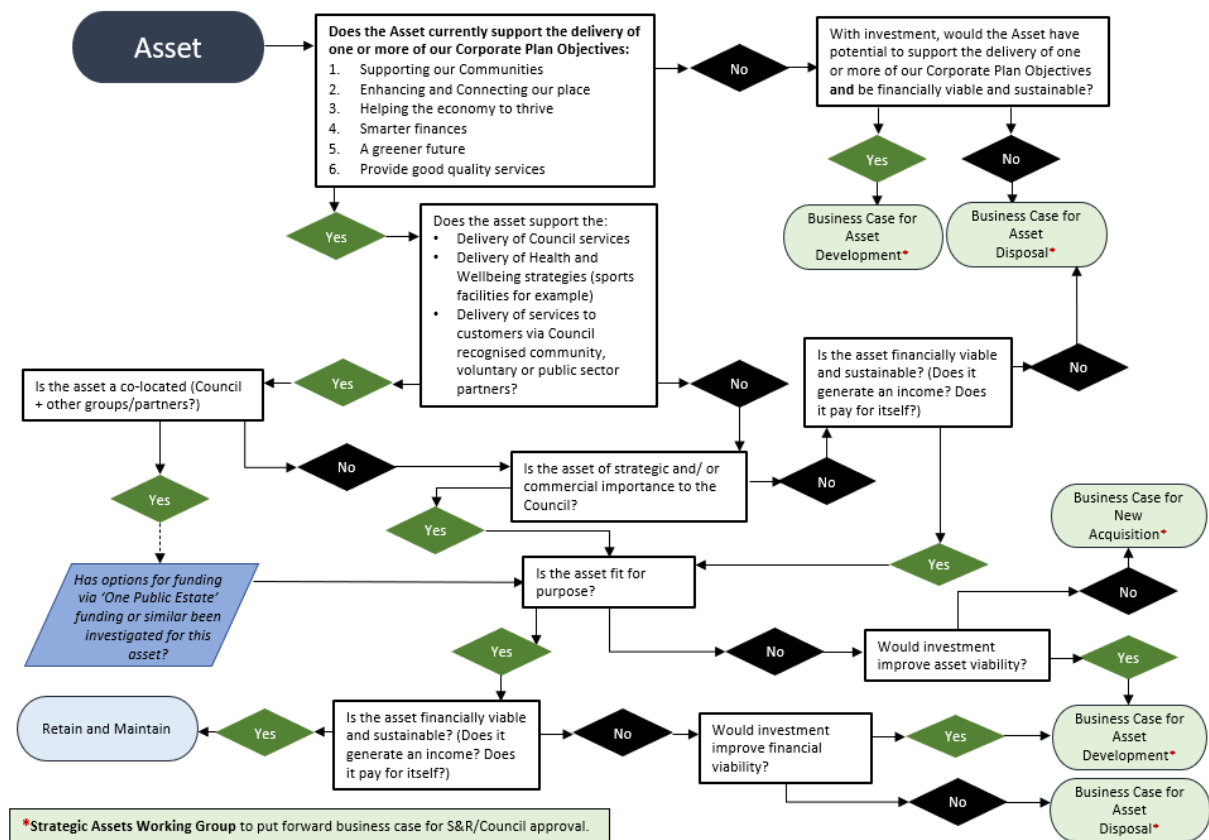 Asset
Does the Asset currently support the delivery of
one or more of our Corporate Plan Objectives:
1. Supporting our Communities
2. Enhancing and Connecting our place
3. Helping the economy to thrive
4. Smarter finances
5. A greener future
6. Provide good quality services
No
With investment, would the Asset have
potential to support the delivery of one
or more of our Corporate Plan Objectives
and be financially viable and sustainable?
Yes
No
Business Case for
Asset
Development*
Business Case for
Asset
Disposal*
Yes
Does the asset support the:
• Delivery of Council services
• Delivery of Health and
Wellbeing strategies (sports
facilities for example)
• Delivery of services to
customers via Council
recognised community,
voluntary or public sector
partners?
Yes
No
Is the asset a co-located (Council
+ other groups/partners?)
Is the asset financially viable
and sustainable? (Does it
generate an income? Does
it pay for itself?)
No
Yes
No
Is the asset of strategic and/ or
commercial importance to the
Council?
No
Yes
Yes
Business Case for
New
Acquisition*
Has options for funding
via ‘One Public Estate’
funding or similar been
investigated for this
asset?
Is the asset fit for
purpose?
No
Yes
No
Would investment
improve asset viability?
Yes
Retain and Maintain
Yes
Is the asset financially viable
and sustainable? (Does it
generate an income? Does
it pay for itself?)
No
Would investment
improve financial
viability?
Yes
Business Case for
Asset
Development*
No
Business Case for
Asset
Disposal*
*Strategic Assets Working Group to put forward business case for S&R/Council approval.